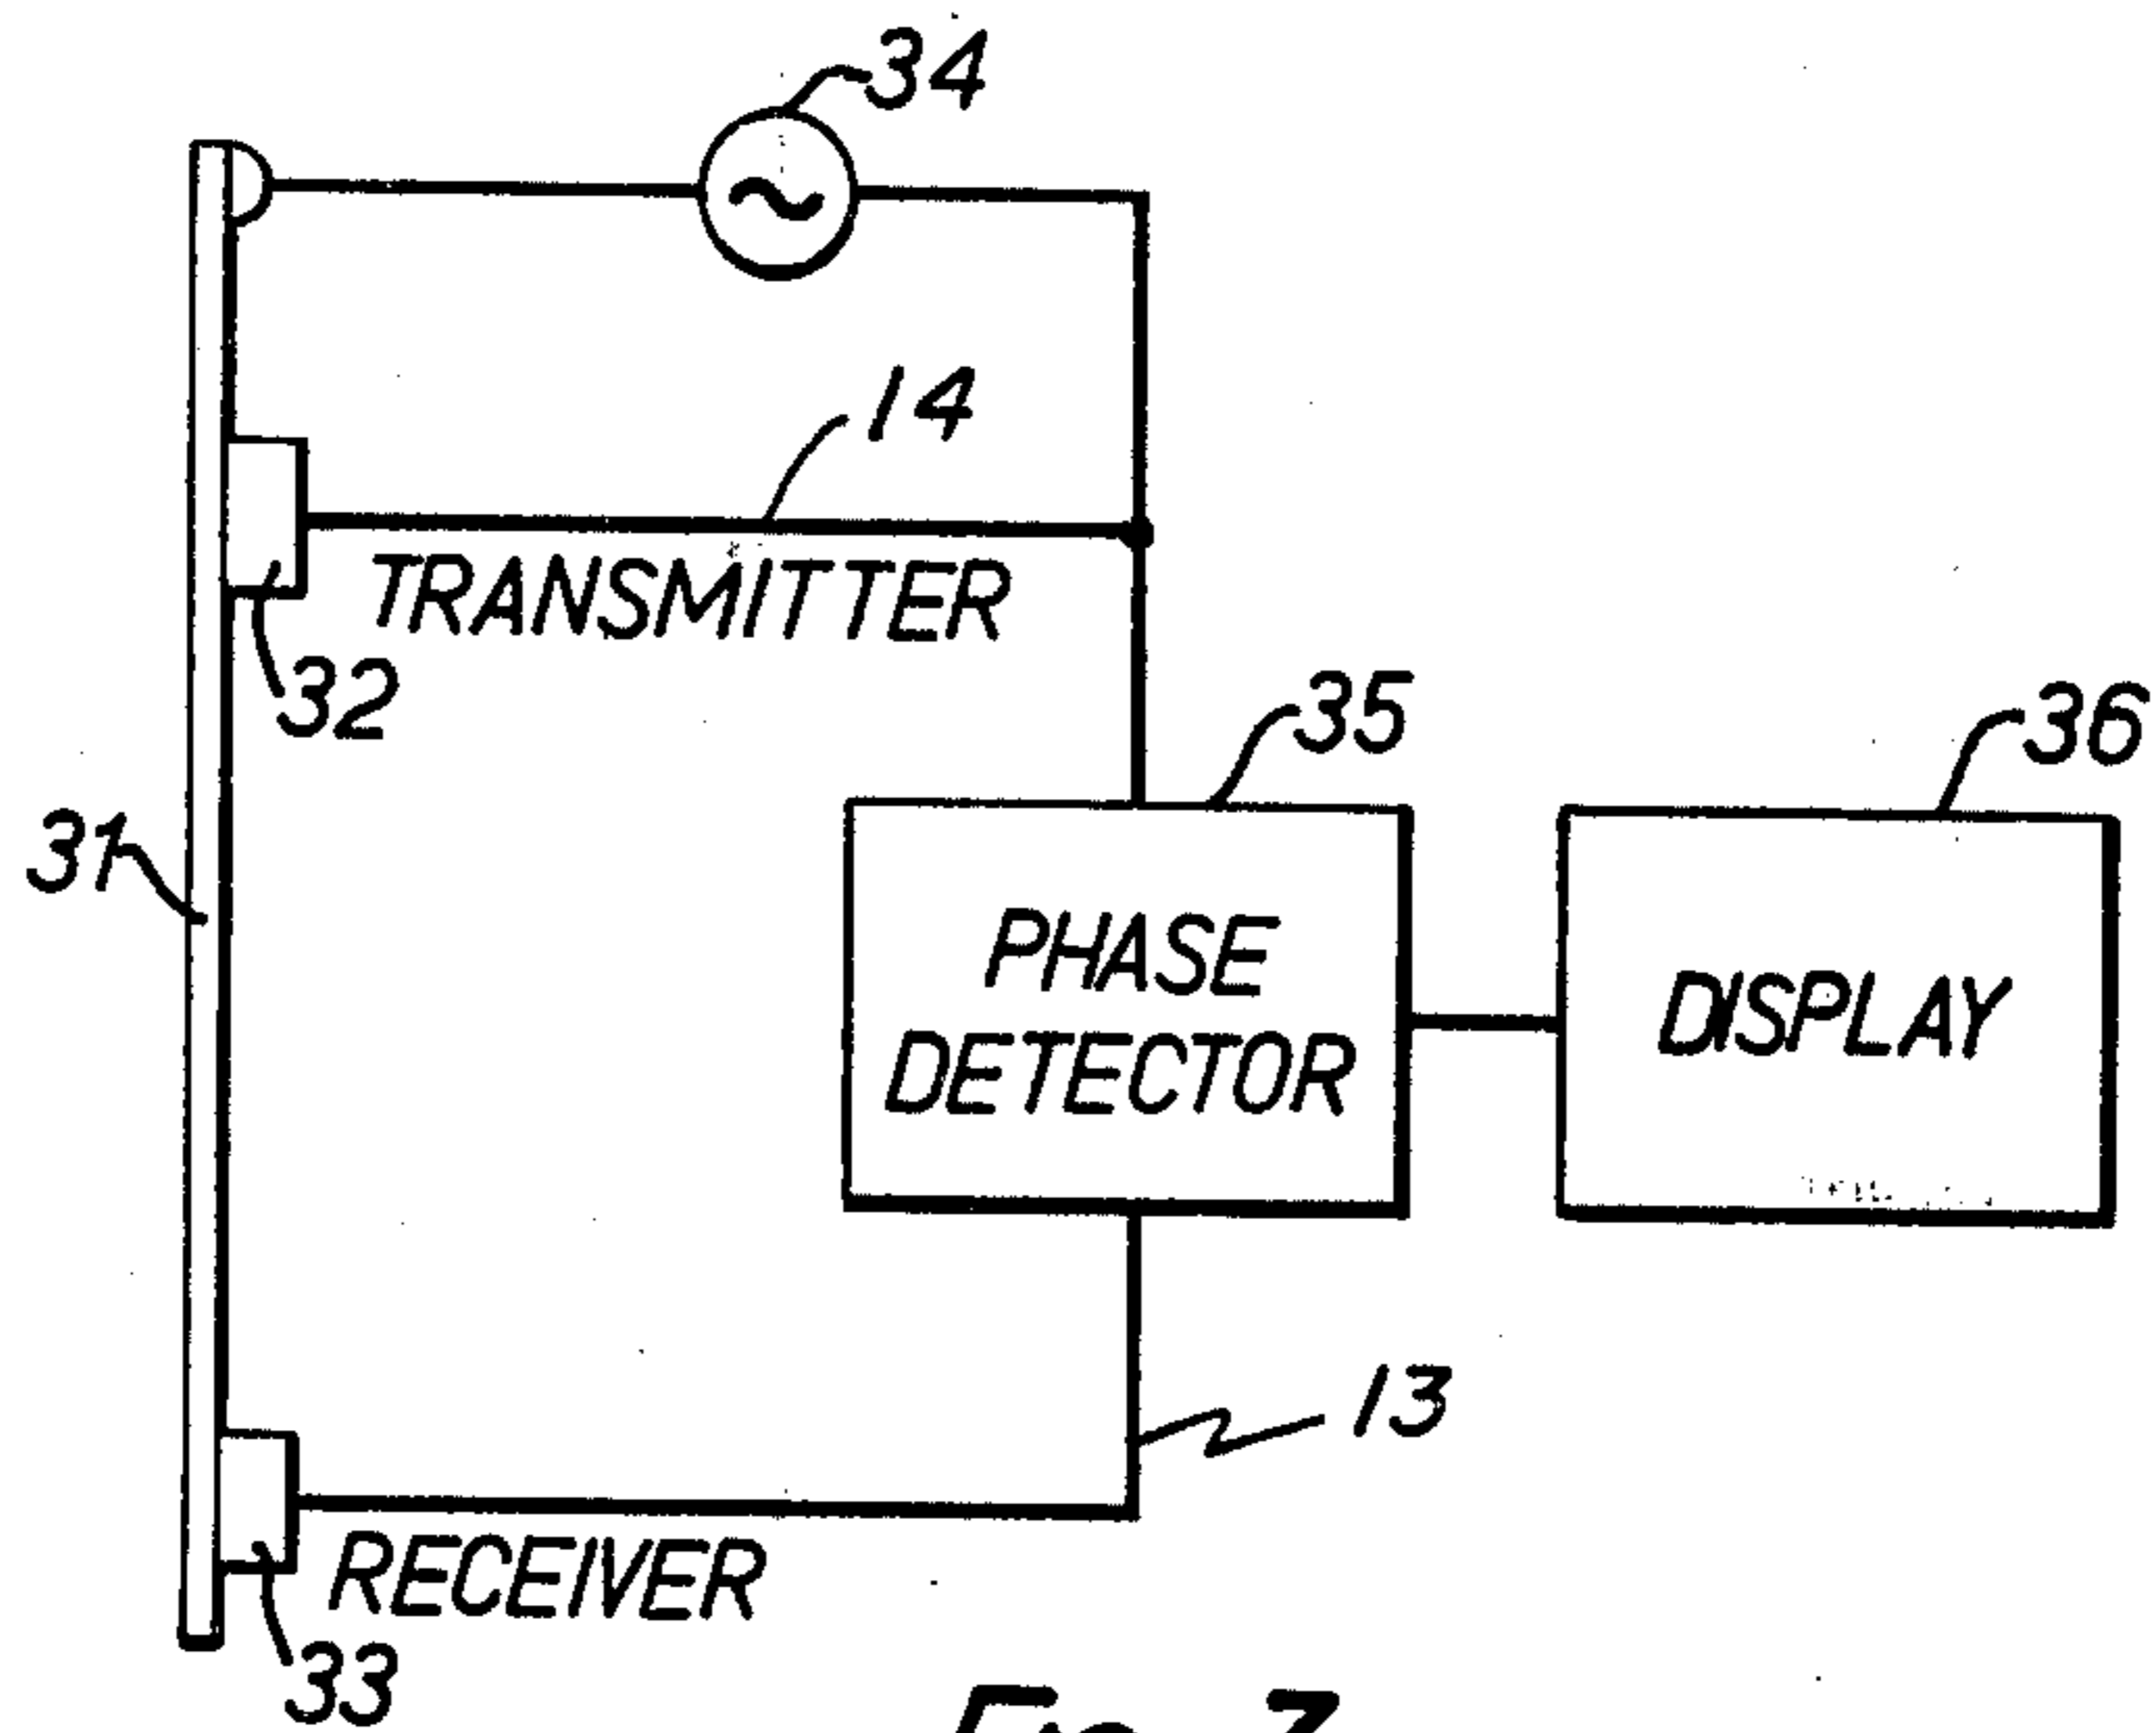 34
14
TRANSMITTER
32
35
36
31
PHASE
DETECTOR
DISPLAY
13
RECEIVER
33